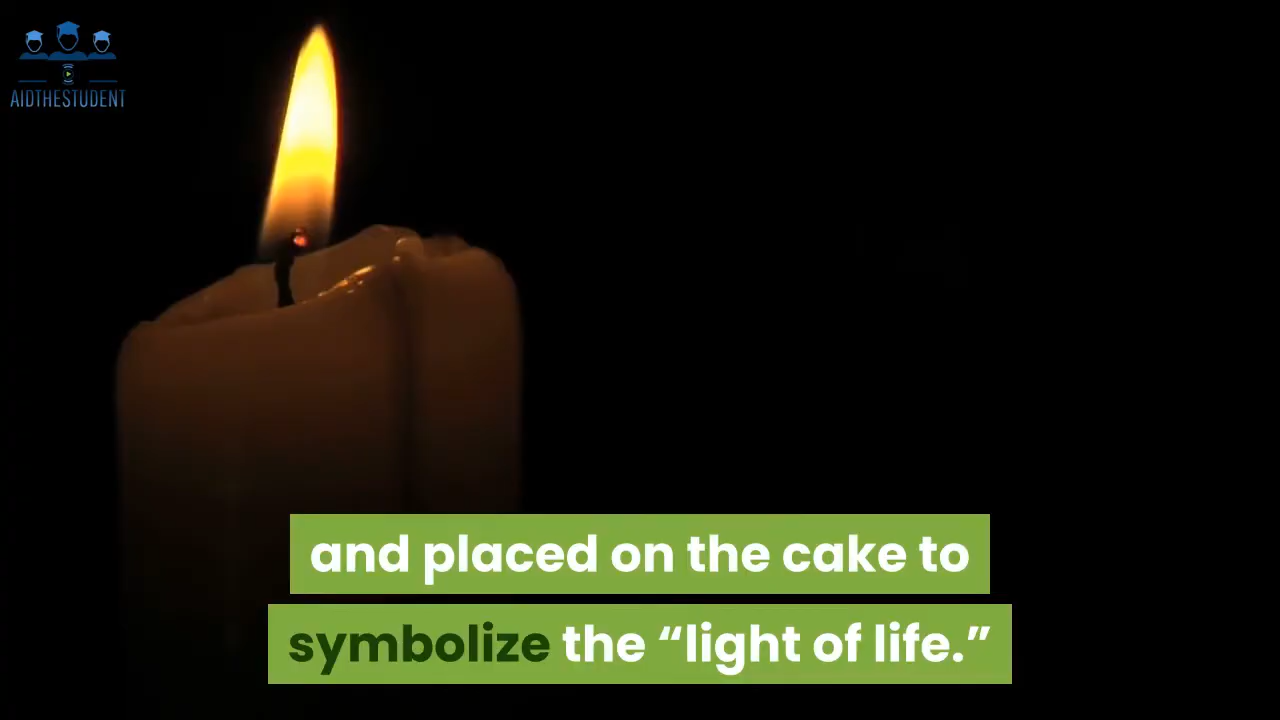 AIDTHESTUDENT
and placed on the cake to
symbolize the “light of life.”